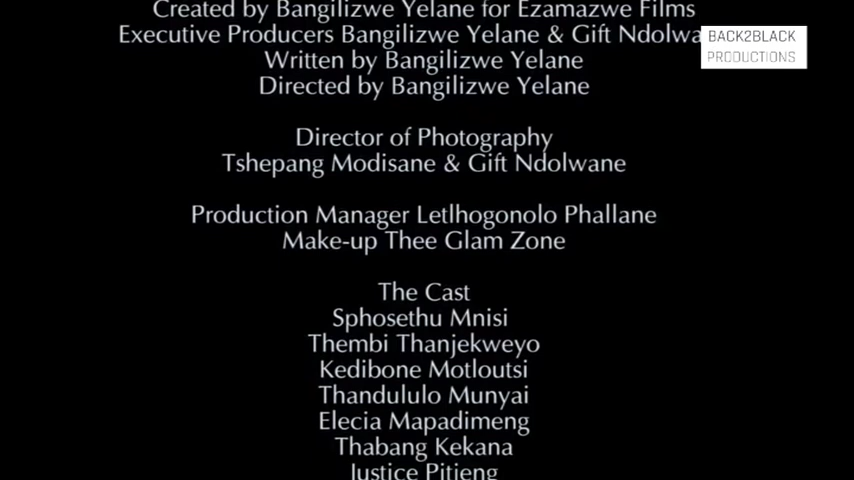 Created by Bangilizwe Yelane for Ezamazwe Films
Executive Producers Bangilizwe Yelane & Gift Ndolwa
BACK2BLACK
PRODUCTIONS
Written by Bangilizwe Yelane
Directed by Bangilizwe Yelane
Director of Photography
Tshepang Modisane & Gift Ndolwane
Production Manager Letlhogonolo Phallane
Make-up Thee Glam Zone
The Cast
Sphosethu Mnisi
Thembi Thanjekweyo
Kedibone Motloutsi
Thandululo Munyai
Elecia Mapadimeng
Thabang Kekana
Justice Pitjeng